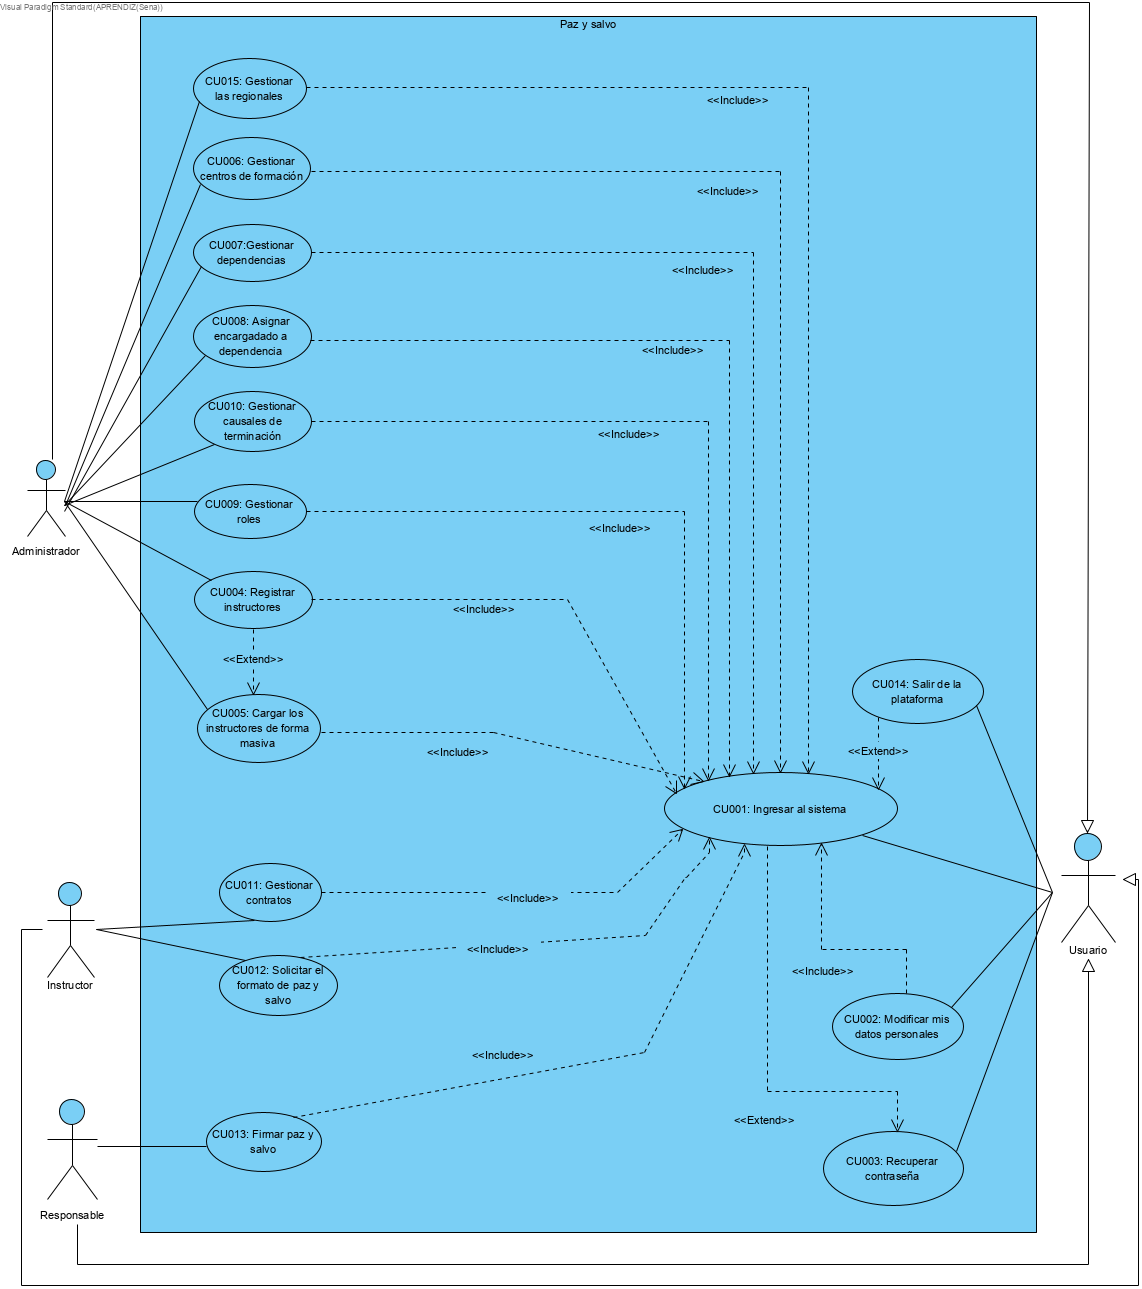 Visual Paradigm Standard(APRENDIZ(Sena))
Paz y salvo
CU015: Gestionar
las regionales
<<Include>>
CU006: Gestionar
centros de formación
<<Include>>
CU007:Gestionar
dependencias
<<Include>>
CU008: Asignar
encargadado a
dependencia
<<Include>>
CU010: Gestionar
causales de
terminación
<<Include>>
CU009: Gestionar
roles
<<Include>>
Administrador
CU004: Registrar
instructores
<<Include>>
<<Extend>>
CU005: Cargar los
instructores de forma
masiva
<<Include>>
CU014: Salir de la
plataforma
<<Extend>>
CU001: Ingresar al sistema
CU011: Gestionar
contratos
<<Include>>
Usuario
<<Include>>
Instructor
CU012: Solicitar el
formato de paz y
salvo
<<Include>>
CU002: Modificar mis
datos personales
<<Include>>
<<Extend>>
CU013: Firmar paz y
salvo
CU003: Recuperar
contraseña
Responsable